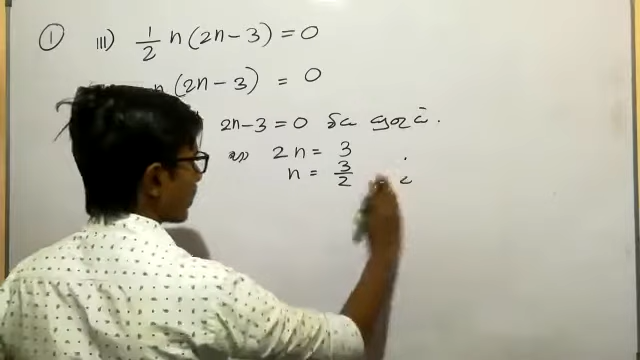 ① III) 1/2 n(2n-3) = 0
n(2n-3) = 0
2n-3=0
⇒ 2n = 3
n = 3/2